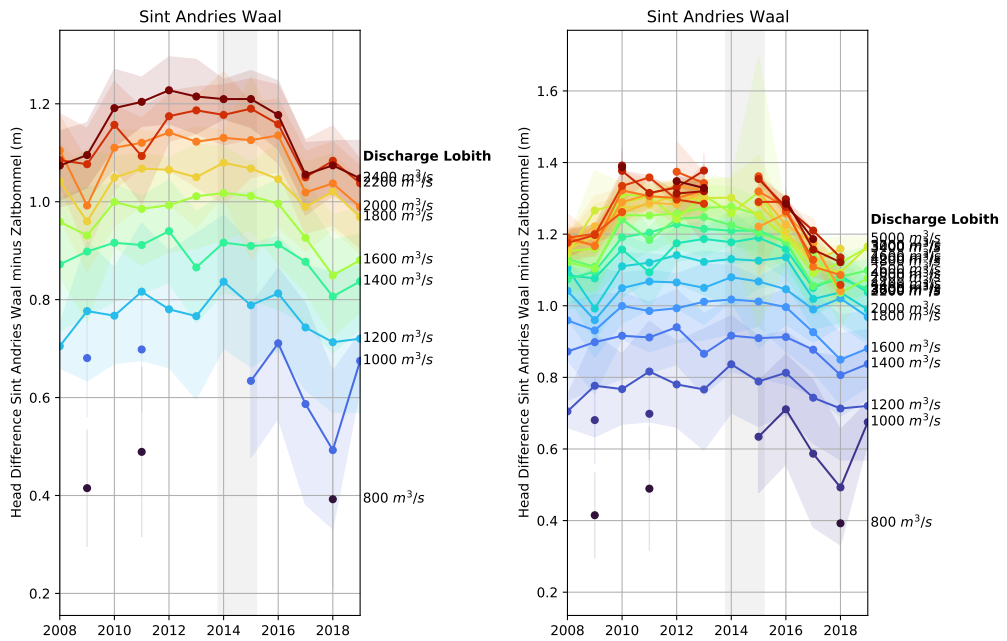 Sint Andries Waal
Head Difference Sint Andries Waal minus Zaltbommel (m)
1.2
1.0
0.8
0.6
0.4
0.2
2008
2010
2012
2014
2016
2018
Discharge Lobith
2400 m³/s
2200 m³/s
2000 m³/s
1800 m³/s
1600 m³/s
1400 m³/s
1200 m³/s
1000 m³/s
800 m³/s
Sint Andries Waal
Head Difference Sint Andries Waal minus Zaltbommel (m)
1.6
1.4
1.2
1.0
0.8
0.6
0.4
0.2
2008
2010
2012
2014
2016
2018
Discharge Lobith
5000 m³/s
2000 m³/s
1800 m³/s
1600 m³/s
1400 m³/s
1200 m³/s
1000 m³/s
800 m³/s